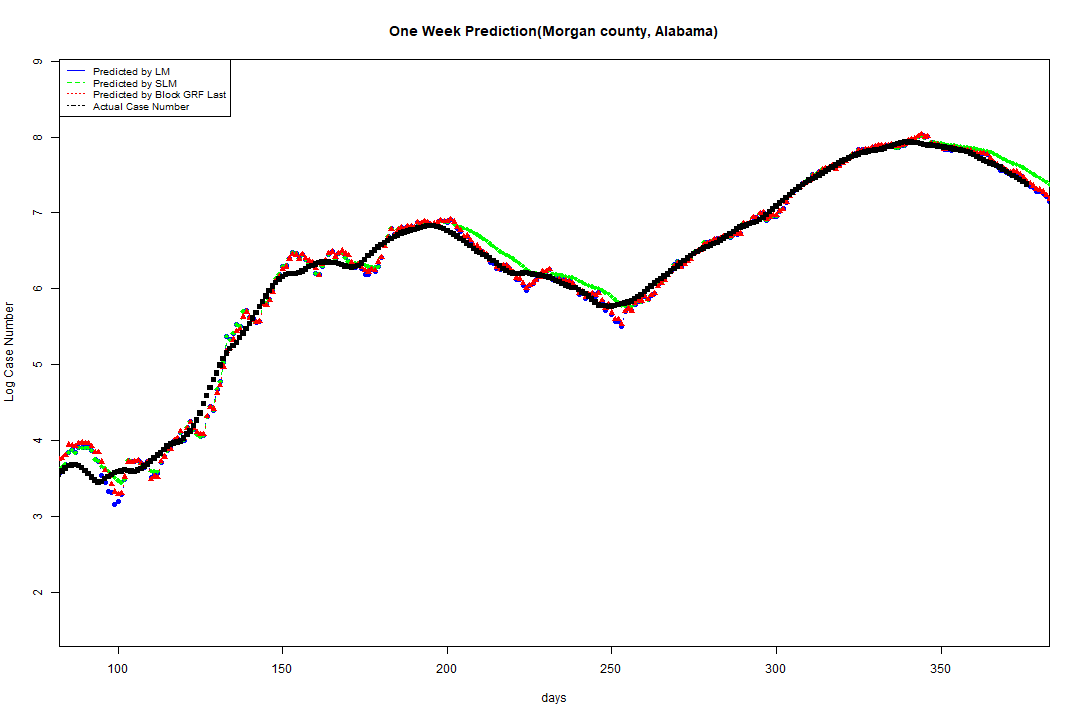 One Week Prediction(Morgan county, Alabama)
Predicted by LM
Predicted by SLM
Predicted by Block GRF Last
Actual Case Number
9
8
7
6
5
4
3
2
Log Case Number
100 150 200 250 300 350
days